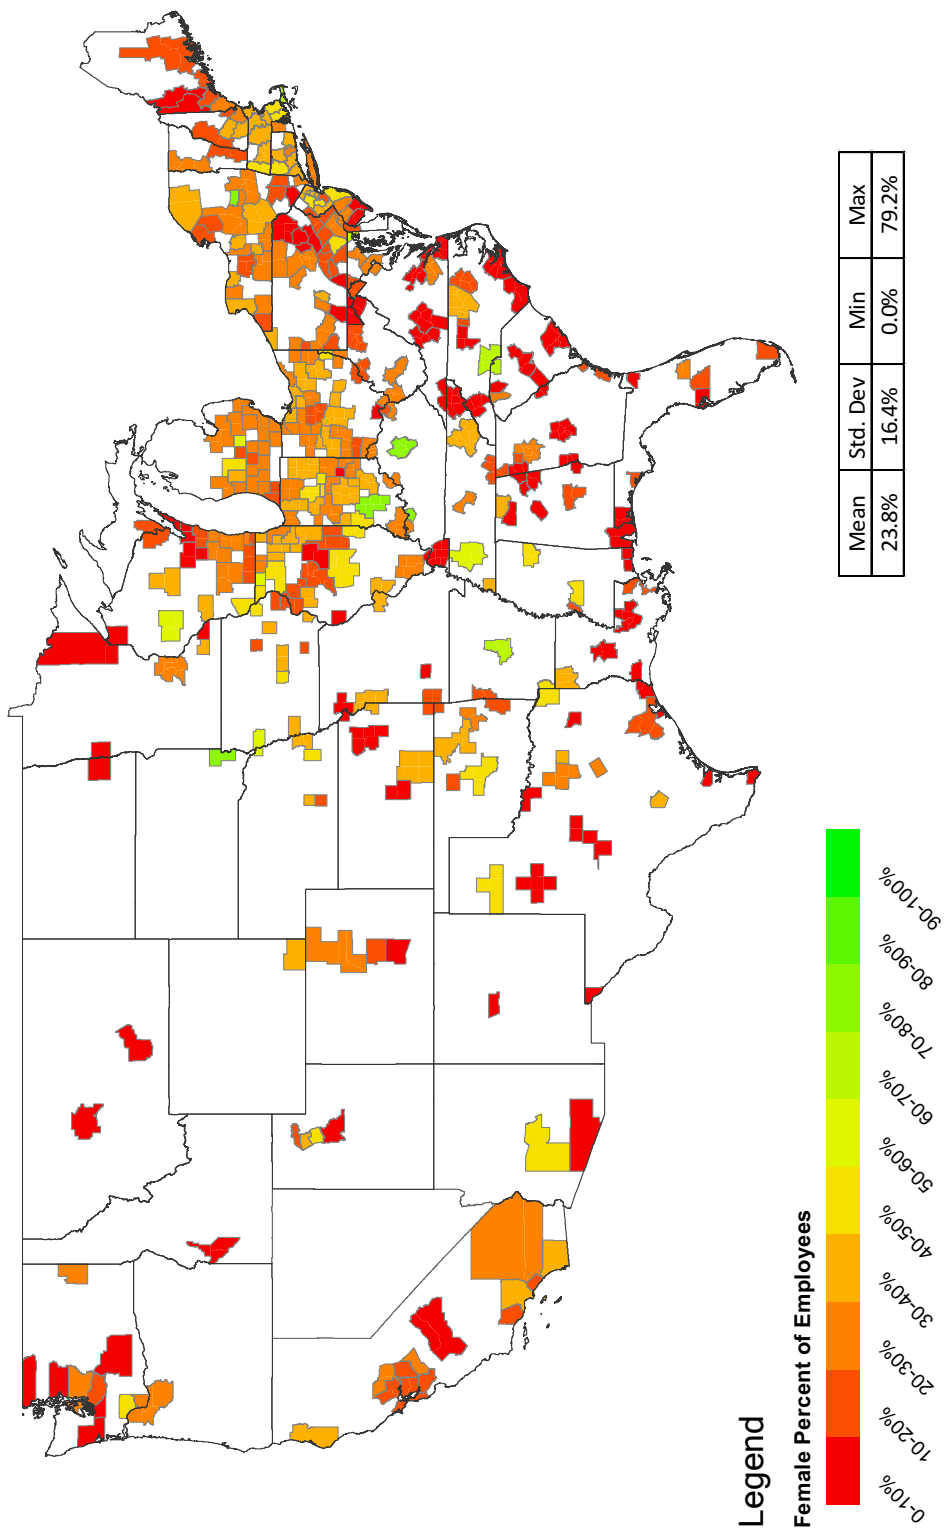 Mean Std. Dev Min Max
23.8% 16.4% 0.0% 79.2%
Legend
Female Percent of Employees
0-10%
10-20%
20-30%
30-40%
40-50%
50-60%
60-70%
70-80%
80-90%
90-100%